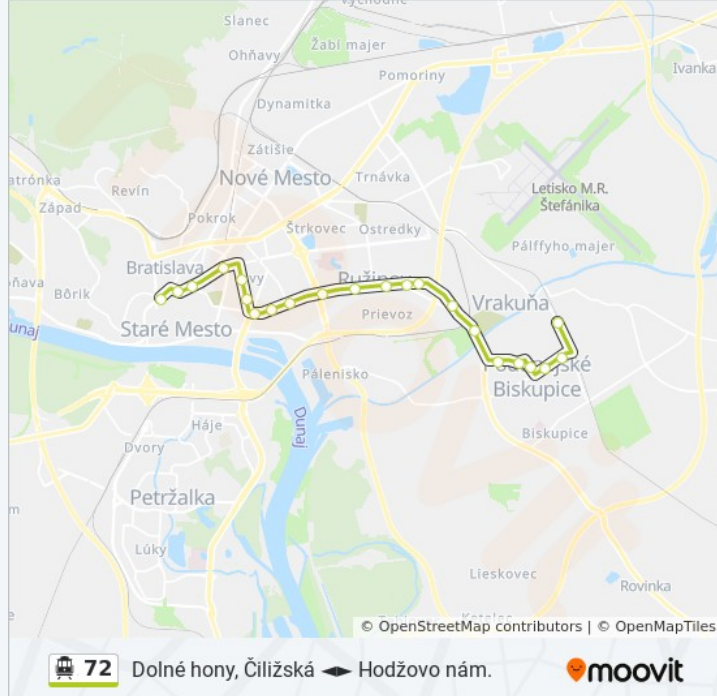 Slanec
Ohňavy
Žabí majer
Pomoriny
Ivanka
Dynamitka
Zátišie
Nové Mesto
Trnávka
Revín
Západ
Pokrok
Štrkovec
Ostredky
Letisko M.R.
Štefánika
Pálffyho majer
Bratislava
Bôrik
Vrakuňa
Prievoz
Staré Mesto
Dunaj
Pálenisko
Biskupice
Háje
Dunaj
Biskupice
Dvory
Petržalka
Lúky
Lieskovec
Rovinka
© OpenStreetMap contributors | © OpenMapTiles
72 Dolné hony, Čiližská ◄► Hodžovo nám.
moovit